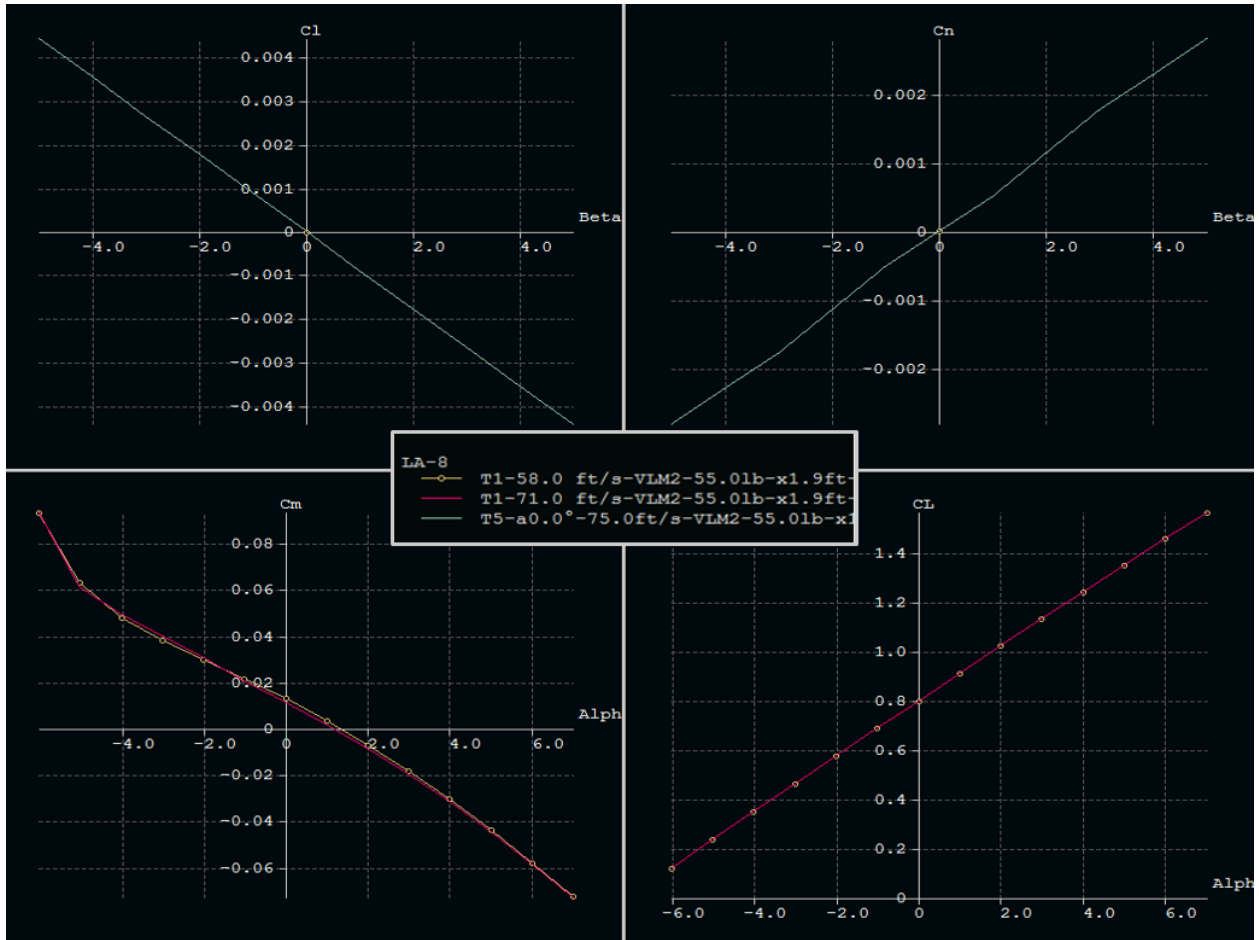 Cl
0.004
0.003
0.002
0.001
0
-0.001
-0.002
-0.003
-0.004
-4.0 -2.0 0 2.0 4.0
Beta
Cn
0.002
0.001
0
-0.001
-0.002
-4.0 -2.0 0 2.0 4.0
Beta
LA-8
T1-58.0 ft/s-VLM2-55.0lb-x1.9ft-
T1-71.0 ft/s-VLM2-55.0lb-x1.9ft-
T5-a0.0°-75.0ft/s-VLM2-55.0lb-x1
Cm
0.08
0.06
0.04
0.02
0
-0.02
-0.04
-0.06
-4.0 -2.0 0 2.0 4.0 6.0
Alph
CL
1.4
1.2
1.0
0.8
0.6
0.4
0.2
0
-6.0 -4.0 -2.0 0 2.0 4.0 6.0
Alph